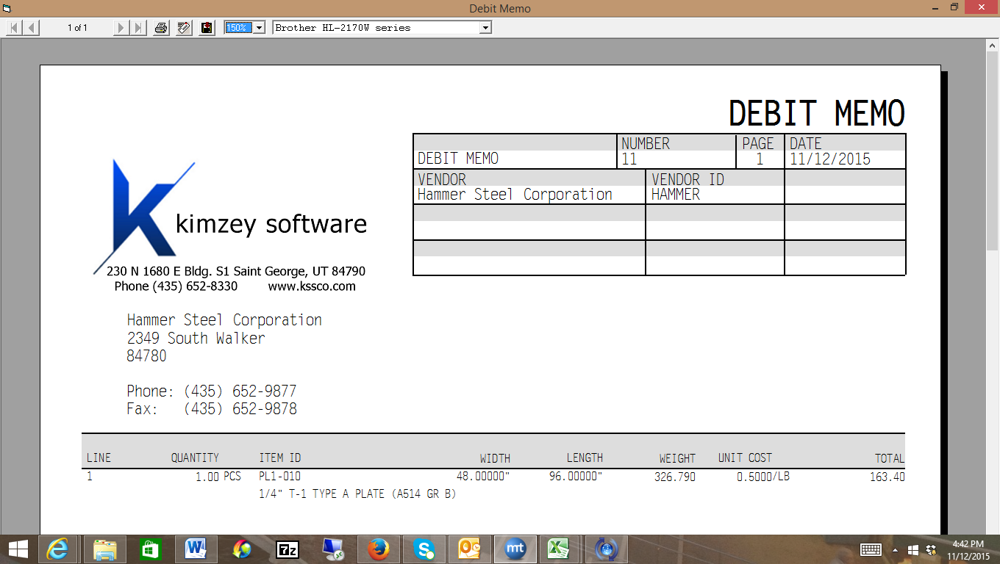 Debit Memo
1 of 1 150% Brother HL-2170W series
DEBIT MEMO
NUMBER PAGE DATE
DEBIT MEMO 11 1 11/12/2015
VENDOR VENDOR ID
Hammer Steel Corporation HAMMER
kimzey software
230 N 1680 E Bldg. S1 Saint George, UT 84790
Phone (435) 652-8330 www.kssco.com
Hammer Steel Corporation
2349 South Walker
84780
Phone: (435) 652-9877
Fax: (435) 652-9878
LINE QUANTITY ITEM ID WIDTH LENGTH WEIGHT UNIT COST TOTAL
1 1.00 PCS PL1-010 48.00000" 96.00000" 326.790 0.5000/LB 163.40
1/4" T-1 TYPE A PLATE (A514 GR B)
7z mt
4:42 PM
11/12/2015